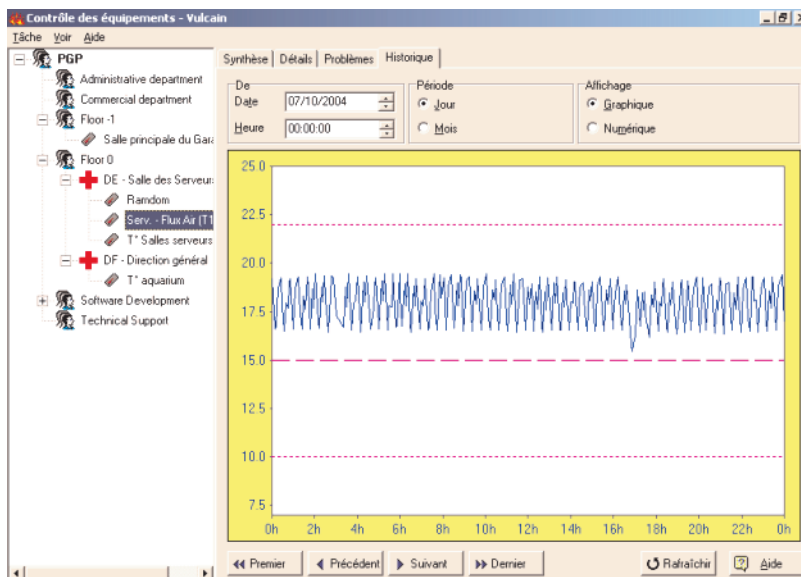 Contrôle des équipements - Vulcain
Tâche Voir Aide
PGP
Administrative department
Commercial department
Floor -1
Salle principale du Gara
Floor 0
DE - Salle des Serveurs
Ramdom
Serv. - Flux Air (T1
T° Salles serveurs
DF - Direction général
T° aquarium
Software Development
Technical Support
Synthèse Détails Problèmes Historique
De
Date 07/10/2004
Heure 00:00:00
Période
Jour
Mois
Affichage
Graphique
Numérique
25.0
22.5
20.0
17.5
15.0
12.5
10.0
7.5
0h 2h 4h 6h 8h 10h 12h 14h 16h 18h 20h 22h 0h
Premier Précédent Suivant Dernier Rafraîchir Aide